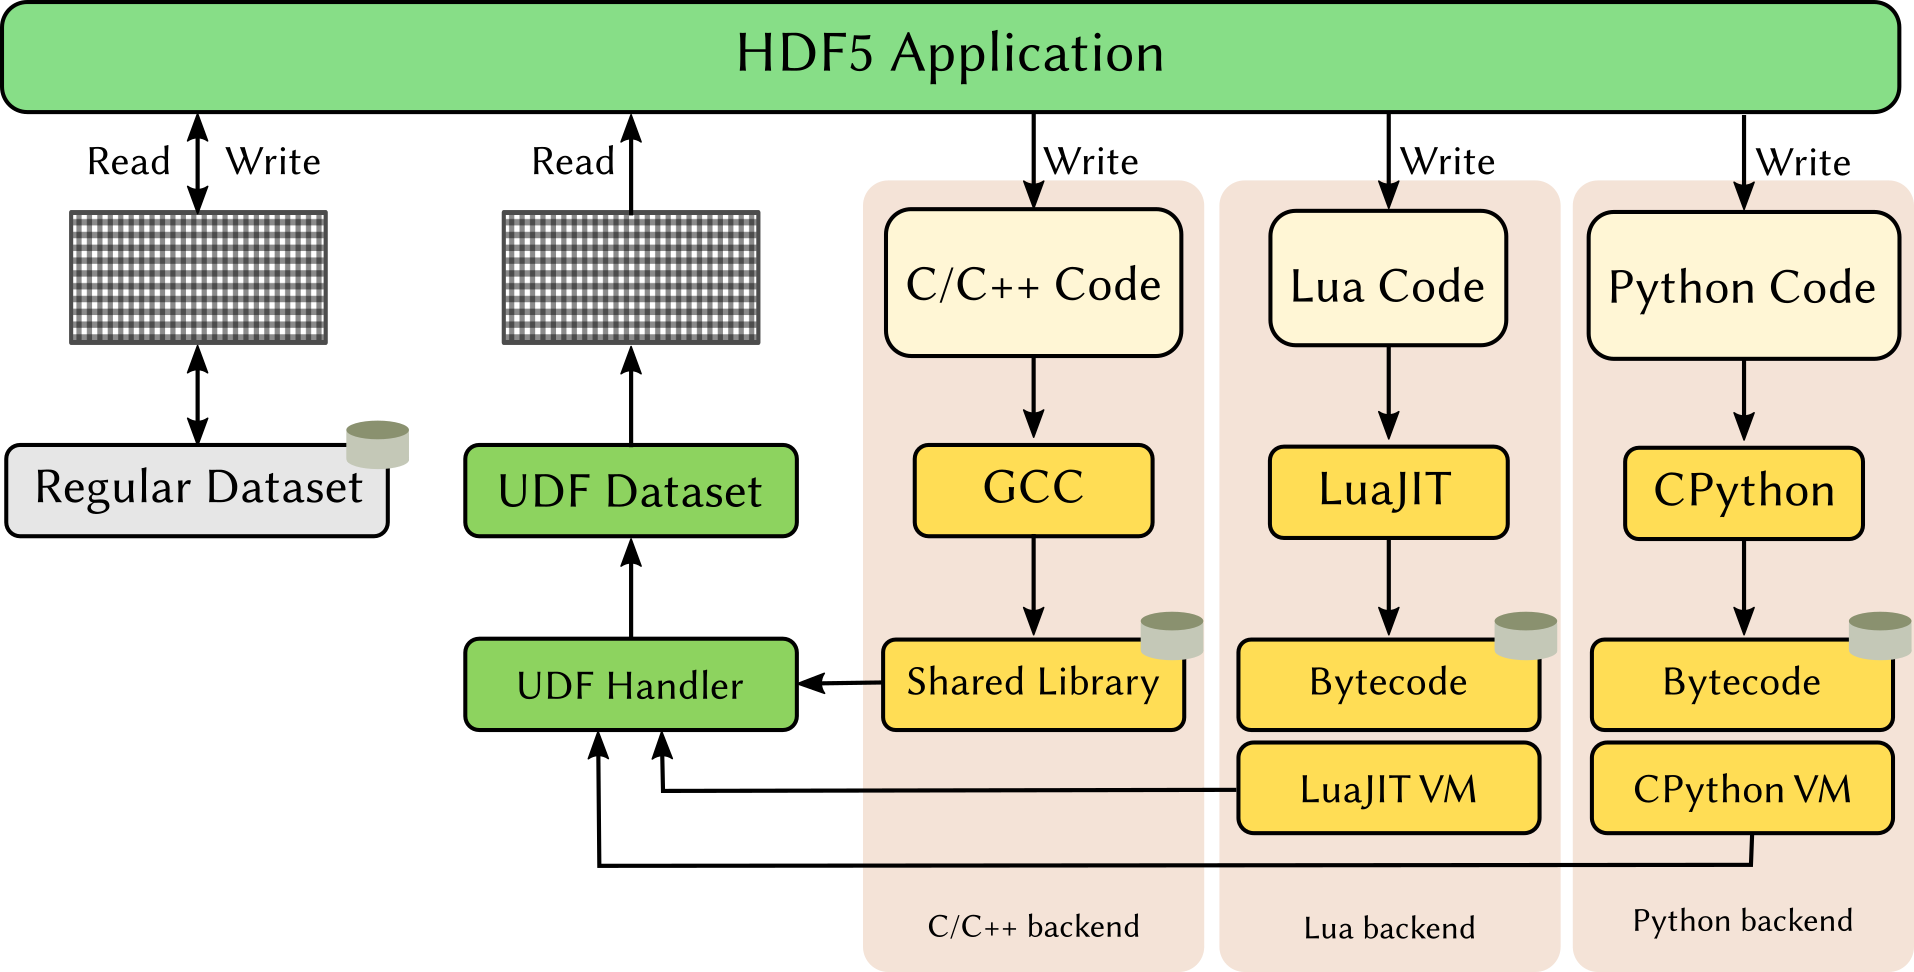 HDF5 Application
Read
Write
Read
Write
Write
Write
C/C++ Code
Lua Code
Python Code
Regular Dataset
UDF Dataset
GCC
LuaJIT
CPython
UDF Handler
Shared Library
Bytecode
Bytecode
LuaJIT VM
CPython VM
C/C++ backend
Lua backend
Python backend